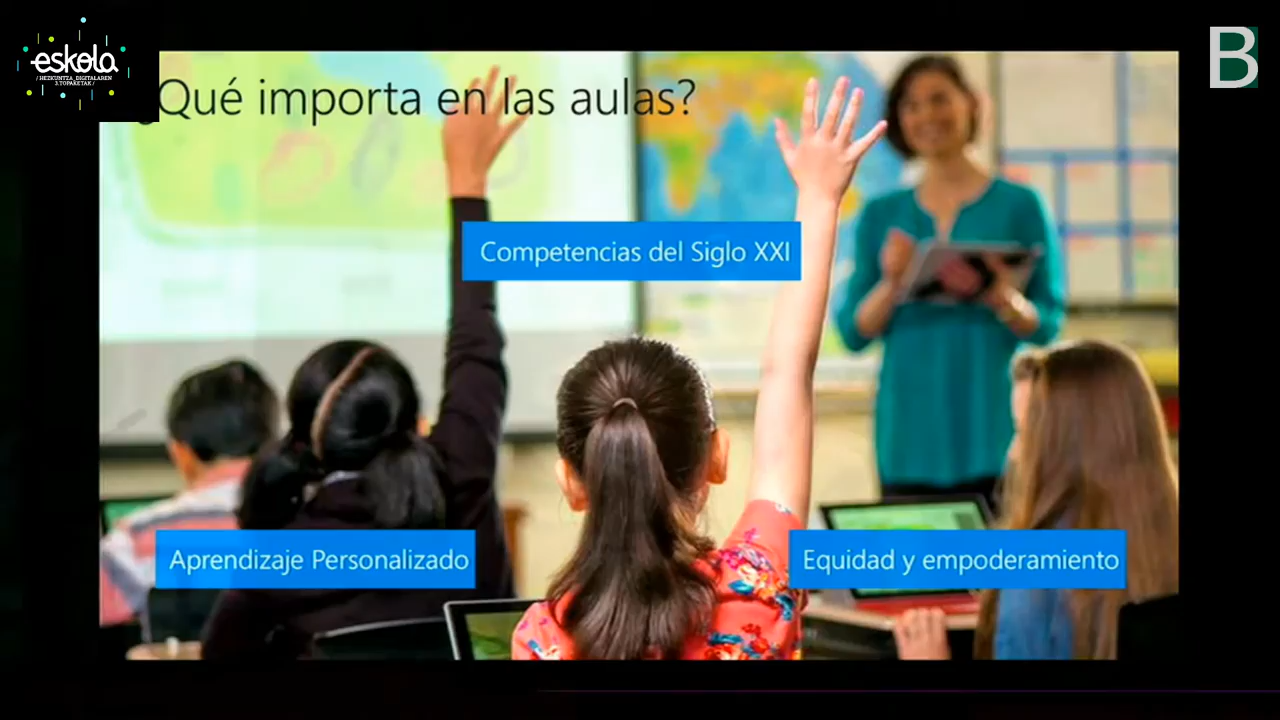 eskola
/ HEZKUNTZA_DIGITALAREN
3.TOPAKETAK /
B
¿Qué importa en las aulas?
Competencias del Siglo XXI
Aprendizaje Personalizado
Equidad y empoderamiento